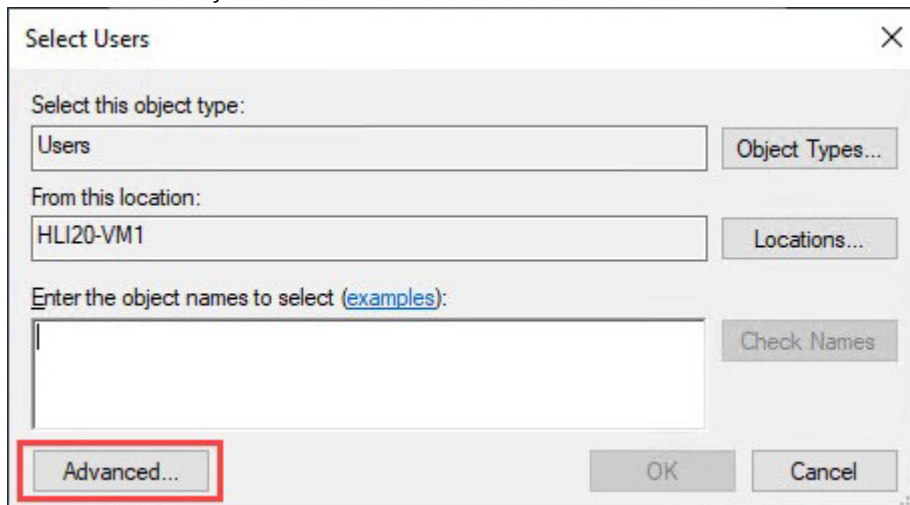 Select Users
Select this object type:
Users
Object Types...
From this location:
HLI20-VM1
Locations...
Enter the object names to select (examples):
Check Names
Advanced...
OK
Cancel